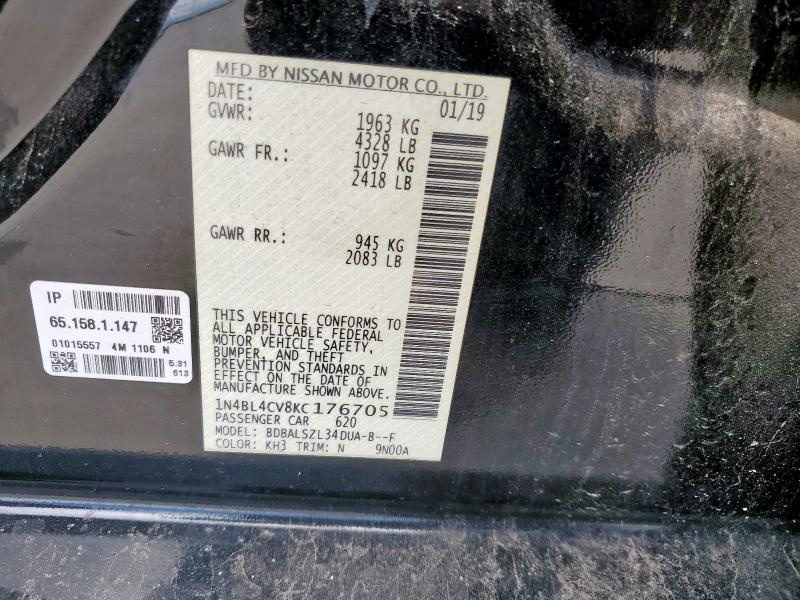 MFD BY NISSAN MOTOR CO., LTD.
DATE: 01/19
GVWR: 1963 KG
4328 LB
GAWR FR.: 1097 KG
2418 LB
GAWR RR.: 945 KG
2083 LB
THIS VEHICLE CONFORMS TO
ALL APPLICABLE FEDERAL
MOTOR VEHICLE SAFETY,
BUMPER, AND THEFT
PREVENTION STANDARDS IN
EFFECT ON THE DATE OF
MANUFACTURE SHOWN ABOVE.
1N4BL4CV8KC176705
PASSENGER CAR 620
MODEL: BDBALSZL34DUA-B--F
COLOR: KH3 TRIM: N 9N00A
IP
65.158.1.147
01015557 4M 1106 N
5.31
613